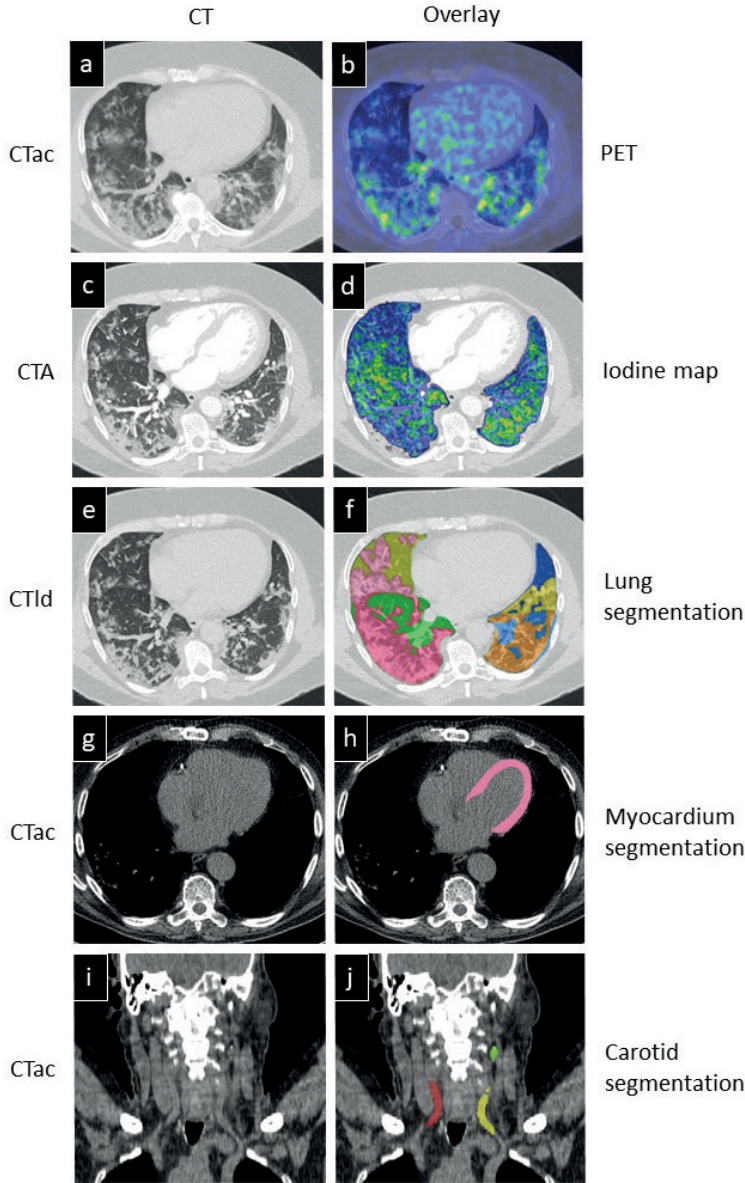 CT
Overlay
a
b
CTac
PET
c
d
CTA
Iodine map
e
f
CTld
Lung
segmentation
g
h
CTac
Myocardium
segmentation
i
j
CTac
Carotid
segmentation